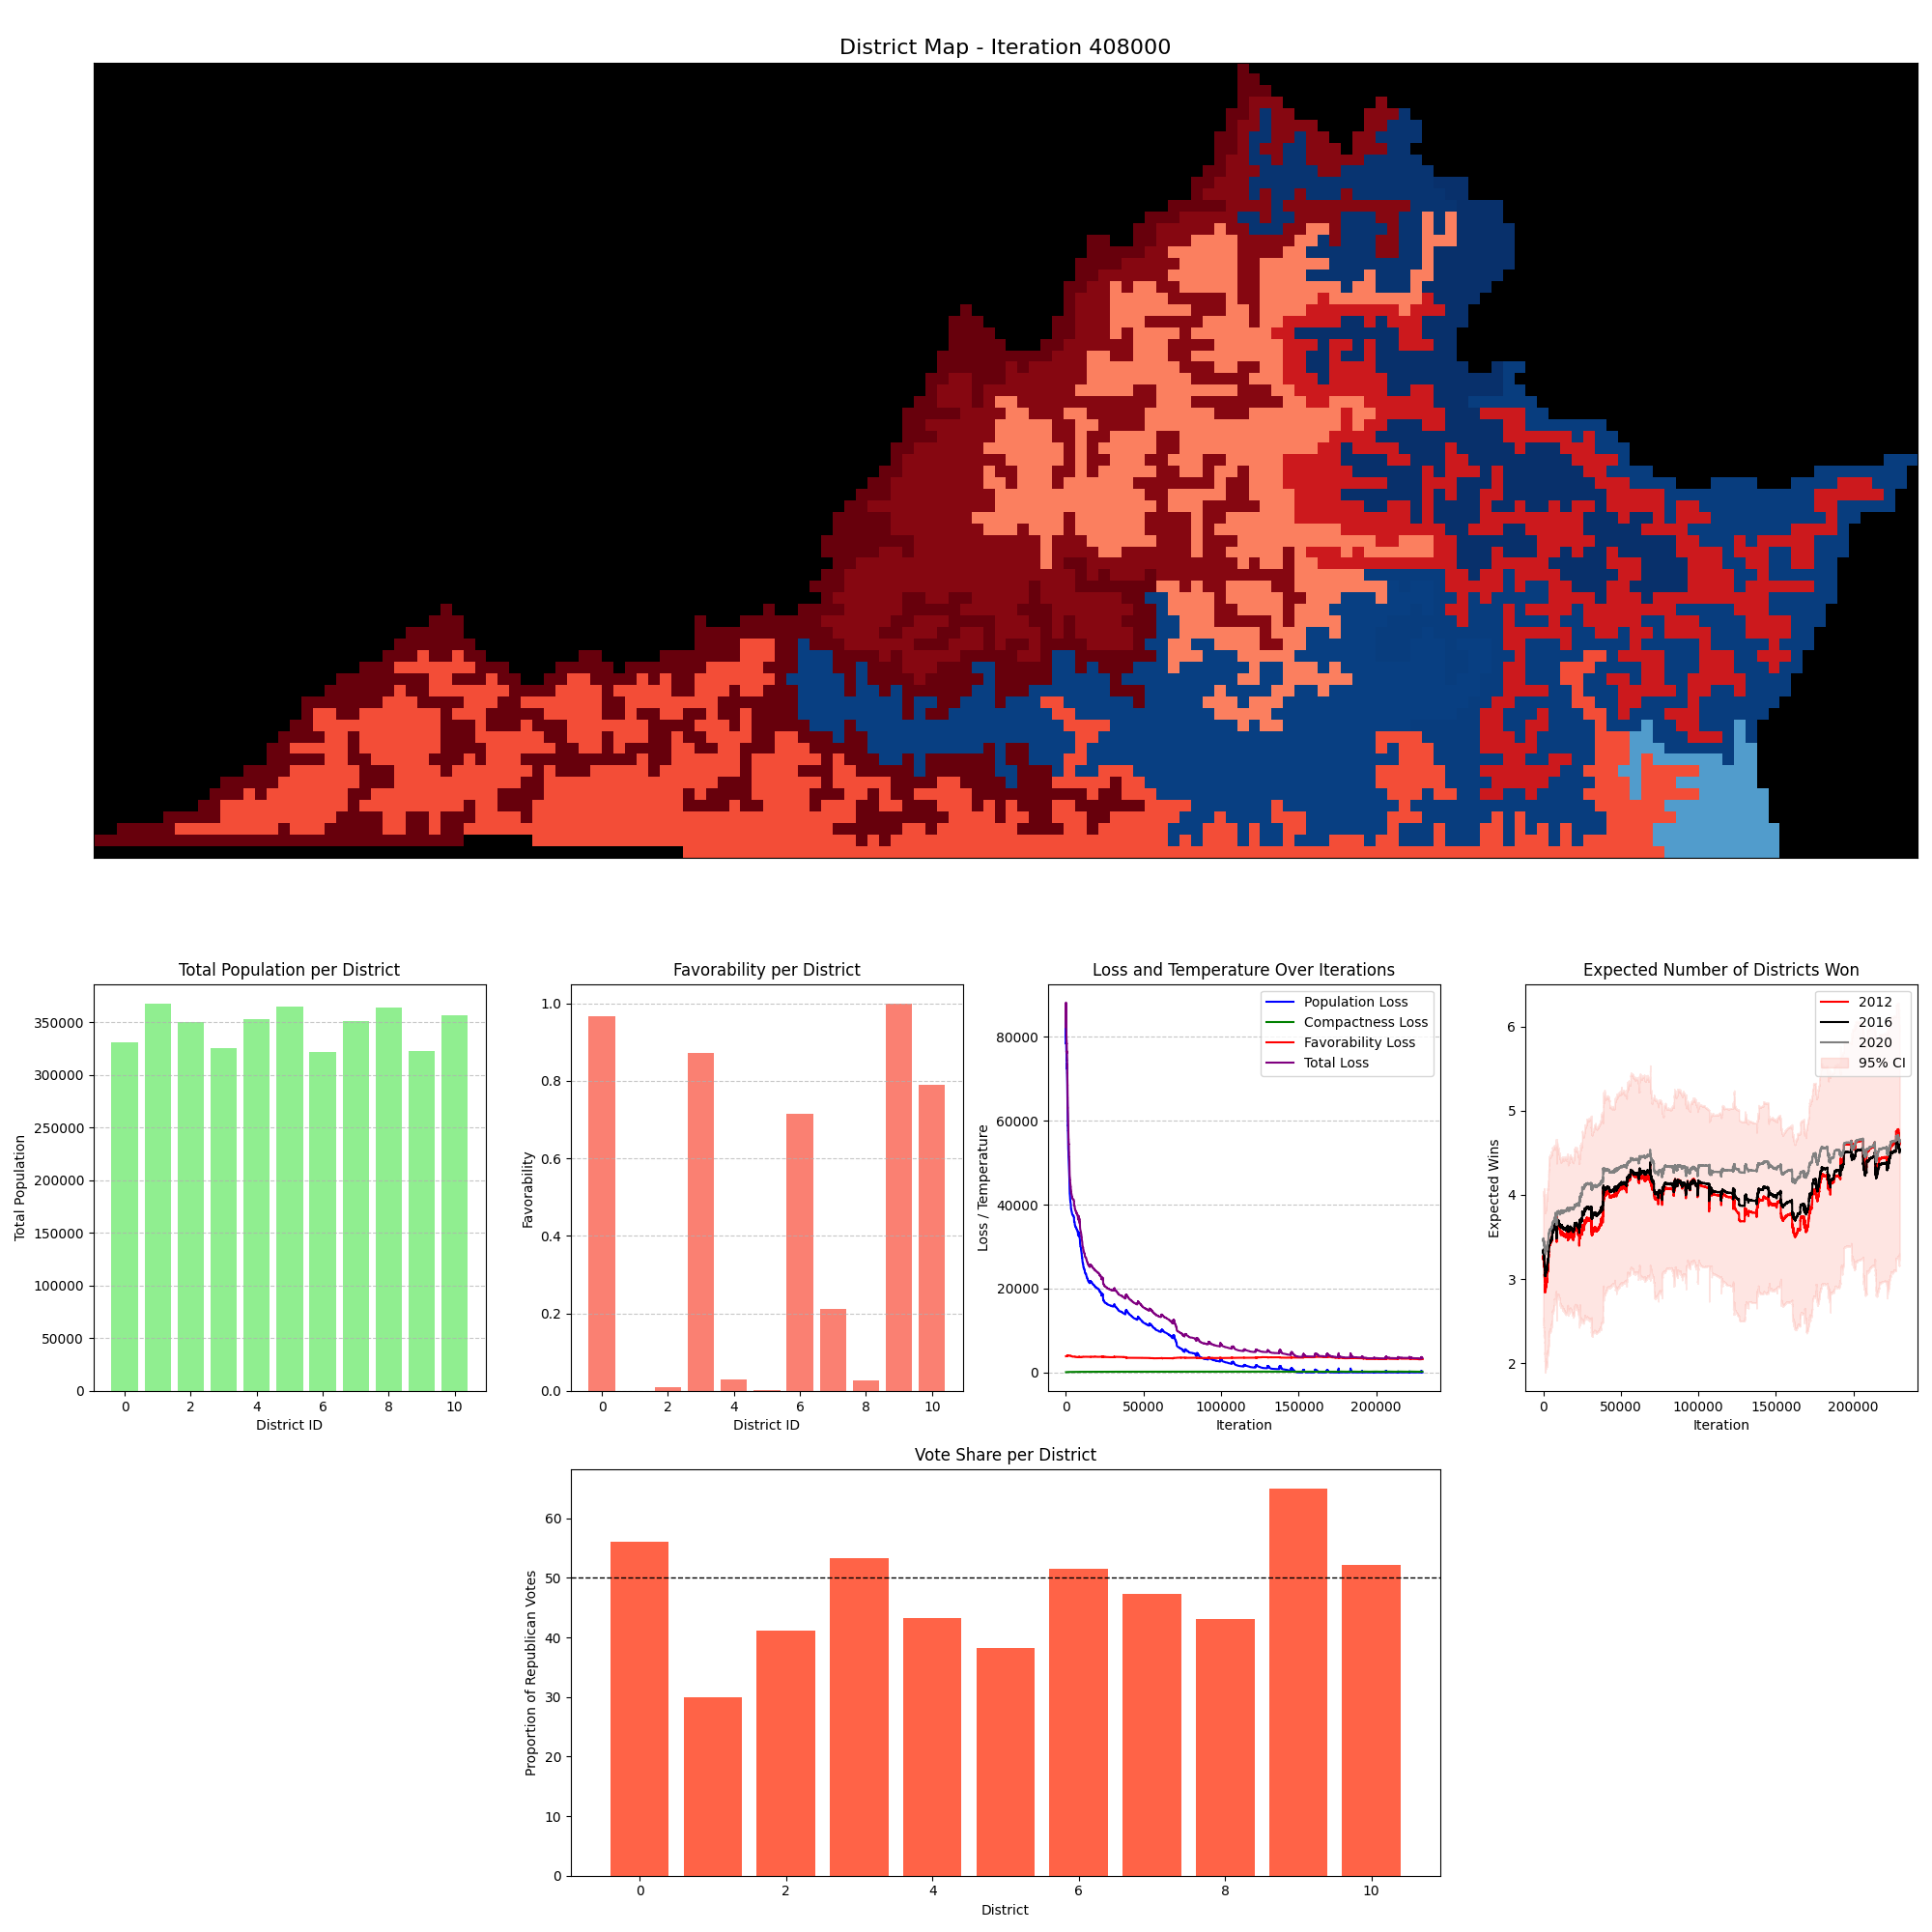 District Map - Iteration 408000
Total Population per District
Total Population
350000
300000
250000
200000
150000
100000
50000
0
0 2 4 6 8 10
District ID
Favorability per District
Favorability
1.0
0.8
0.6
0.4
0.2
0.0
0 2 4 6 8 10
District ID
Loss and Temperature Over Iterations
Loss / Temperature
80000
60000
40000
20000
0
Population Loss
Compactness Loss
Favorability Loss
Total Loss
0 50000 100000 150000 200000
Iteration
Expected Number of Districts Won
Expected Wins
6
5
4
3
2
2012
2016
2020
95% CI
0 50000 100000 150000 200000
Iteration
Vote Share per District
Proportion of Republican Votes
60
50
40
30
20
10
0
0 2 4 6 8 10
District